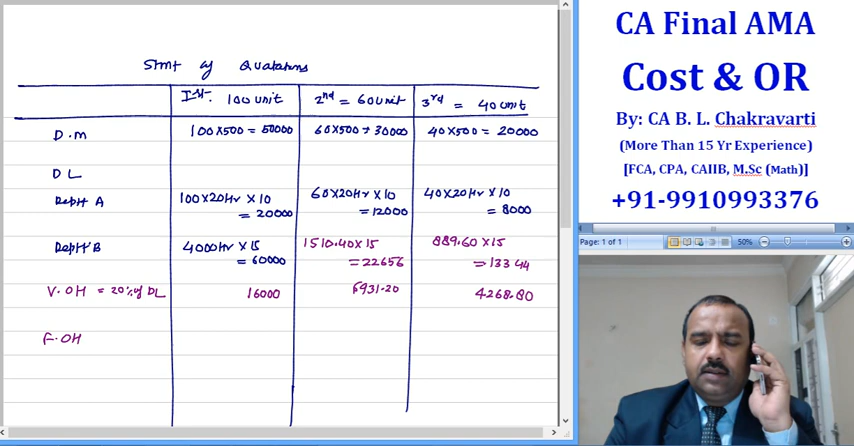 Stmt of Quatations
Ist. 100 unit
2nd = 60 unit
3rd = 40 unit
D.M
100 x 500 = 50000
60 x 500 = 30000
40 x 500 = 20000
DL
Deptt A
100 x 20 Hr x 10
= 20000
60 x 20 Hr x 10
= 12000
40 x 20 Hr x 10
= 8000
Deptt B
4000 Hr x 15
= 60000
1510.40 x 15
= 22656
889.60 x 15
= 13344
V.OH = 20% of DL
16000
6931.20
4268.80
F.OH
CA Final AMA
Cost & OR
By: CA B. L. Chakravarti
(More Than 15 Yr Experience)
[FCA, CPA, CAIIB, M.Sc (Math)]
+91-9910993376
Page: 1 of 1
50%